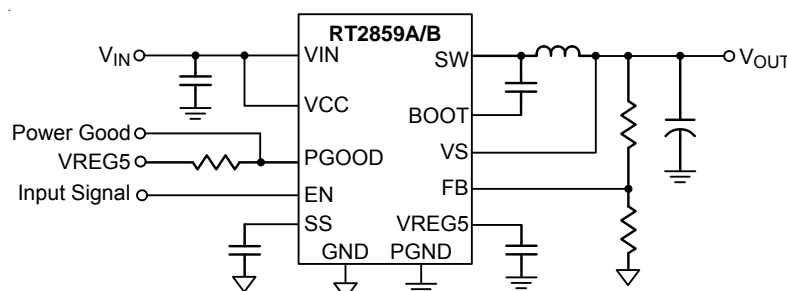 RT2859A/B
VIN
VIN
SW
VOUT
VCC
BOOT
Power Good
VREG5
PGOOD
VS
Input Signal
EN
FB
SS
VREG5
GND
PGND